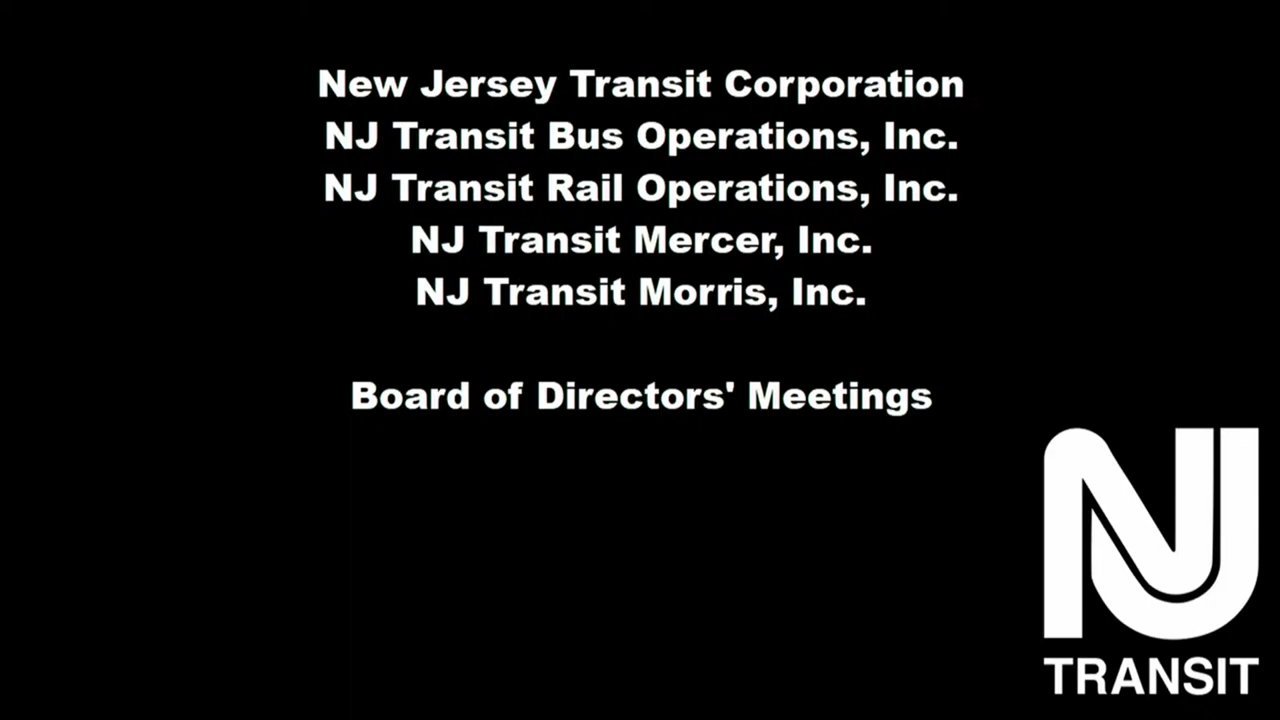 New Jersey Transit Corporation
NJ Transit Bus Operations, Inc.
NJ Transit Rail Operations, Inc.
NJ Transit Mercer, Inc.
NJ Transit Morris, Inc.
Board of Directors' Meetings
NJ
TRANSIT